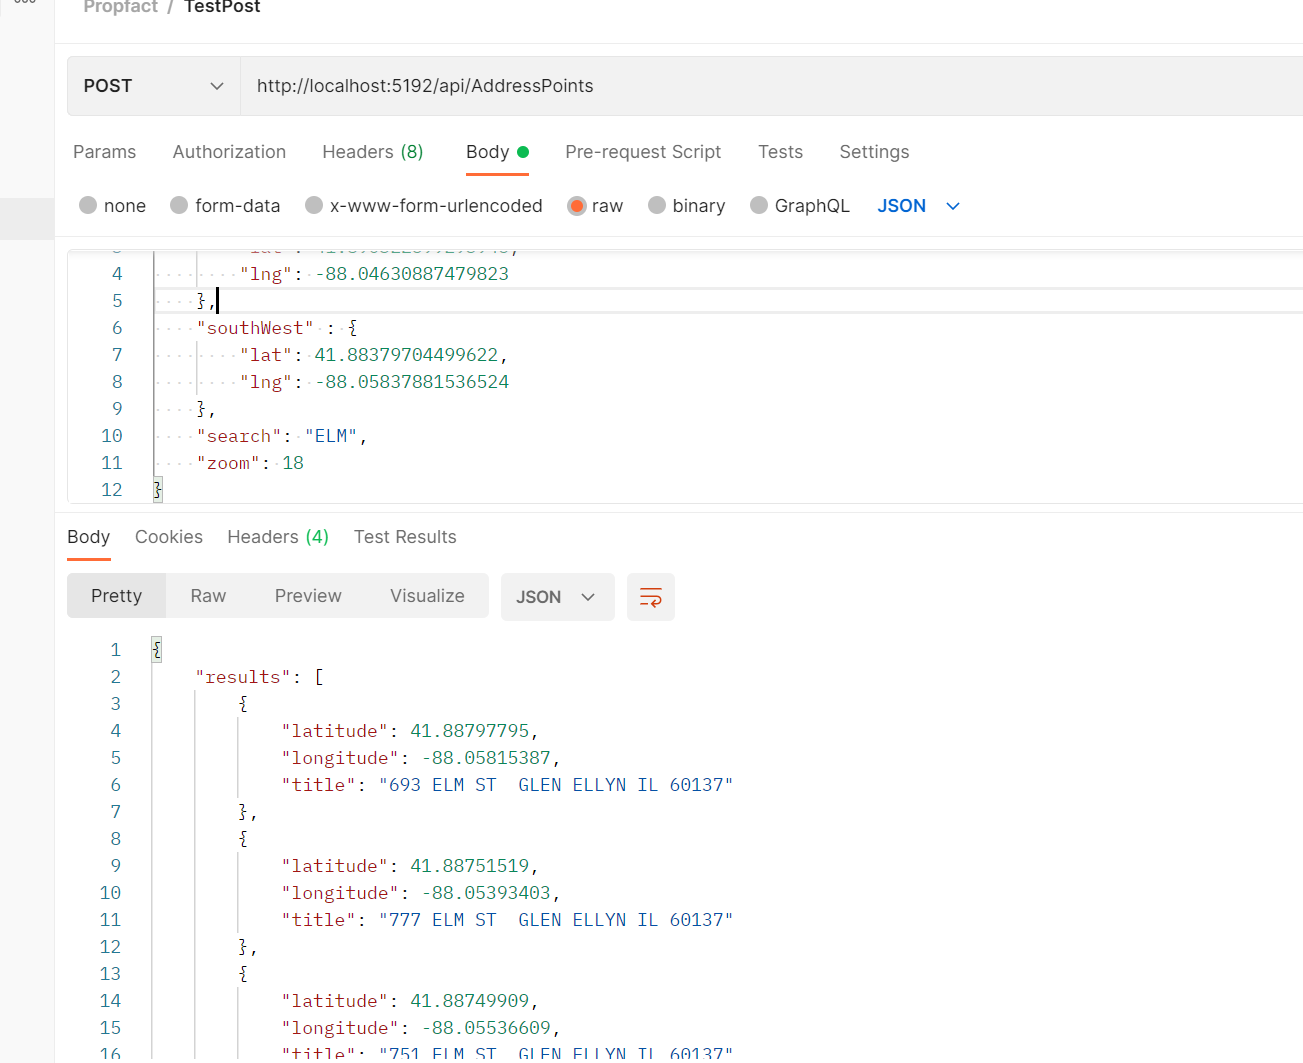 Propfact / TestPost
POST http://localhost:5192/api/AddressPoints
Params Authorization Headers (8) Body Pre-request Script Tests Settings
none form-data x-www-form-urlencoded raw binary GraphQL JSON
4 "lng": -88.04630887479823
5 },
6 "southWest" : {
7 "lat": 41.88379704499622,
8 "lng": -88.05837881536524
9 },
10 "search": "ELM",
11 "zoom": 18
12 }
Body Cookies Headers (4) Test Results
Pretty Raw Preview Visualize JSON
1 {
2 "results": [
3 {
4 "latitude": 41.88797795,
5 "longitude": -88.05815387,
6 "title": "693 ELM ST  GLEN ELLYN IL 60137"
7 },
8 {
9 "latitude": 41.88751519,
10 "longitude": -88.05393403,
11 "title": "777 ELM ST  GLEN ELLYN IL 60137"
12 },
13 {
14 "latitude": 41.88749909,
15 "longitude": -88.05536609,
16 "title": "751 ELM ST  GLEN ELLYN IL 60137"